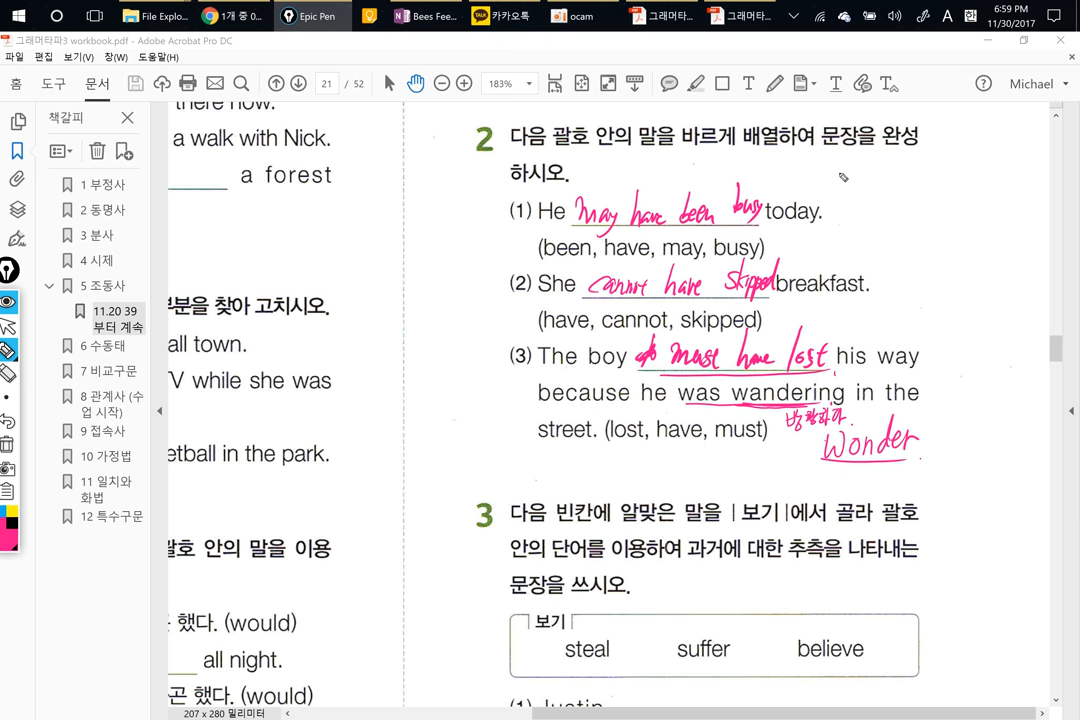 File Explo...
1개 중 0...
Epic Pen
Bees Fee...
카카오톡
ocam
그래머타...
그래머타...
A
한
6:59 PM
11/30/2017
그래머타파3 workbook.pdf - Adobe Acrobat Pro DC
파일 편집 보기(V) 창(W) 도움말(H)
홈 도구 문서
21 / 52
183%
Michael
책갈피
1 부정사
2 동명사
3 분사
4 시제
5 조동사
11.20 39
부터 계속
6 수동태
7 비교구문
8 관계사 (수
업 시작)
9 접속사
10 가정법
11 일치와
화법
12 특수구문
there now.
a walk with Nick.
a forest
부분을 찾아 고치시오.
all town.
TV while she was
etball in the park.
괄호 안의 말을 이용
했다. (would)
all night.
곤 했다. (would)
2 다음 괄호 안의 말을 바르게 배열하여 문장을 완성
하시오.
(1) He may have been busy today.
(been, have, may, busy)
(2) She cannot have skipped breakfast.
(have, cannot, skipped)
(3) The boy must have lost his way
because he was wandering in the
방황하다
street. (lost, have, must)
Wonder
3 다음 빈칸에 알맞은 말을 |보기|에서 골라 괄호
안의 단어를 이용하여 과거에 대한 추측을 나타내는
문장을 쓰시오.
보기
steal suffer believe
(1) Justin
207 x 280 밀리미터